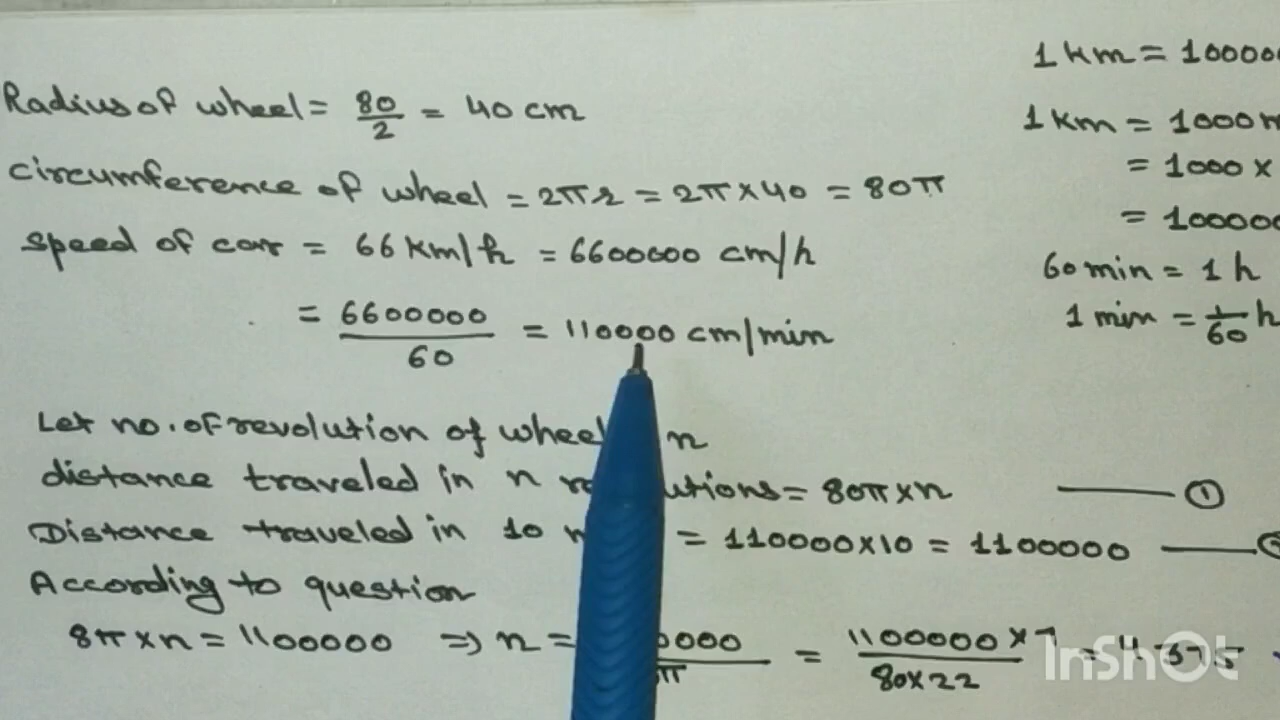 Radius of wheel = 80/2 = 40 cm
circumference of wheel = 2πr = 2π×40 = 80π
speed of car = 66 km/h = 6600000 cm/h
= 6600000/60 = 110000 cm/min
Let no. of revolution of wheel n
distance traveled in n = 80π×n ①
Distance traveled in 10 = 110000×10 = 1100000
According to question
8π×n = 1100000 ⇒ n = = 1100000×7/80×22 = 4375
1 km = 10000
1 km = 1000
= 1000 ×
= 100000
60 min = 1 h
1 min = 1/60 h
InShot